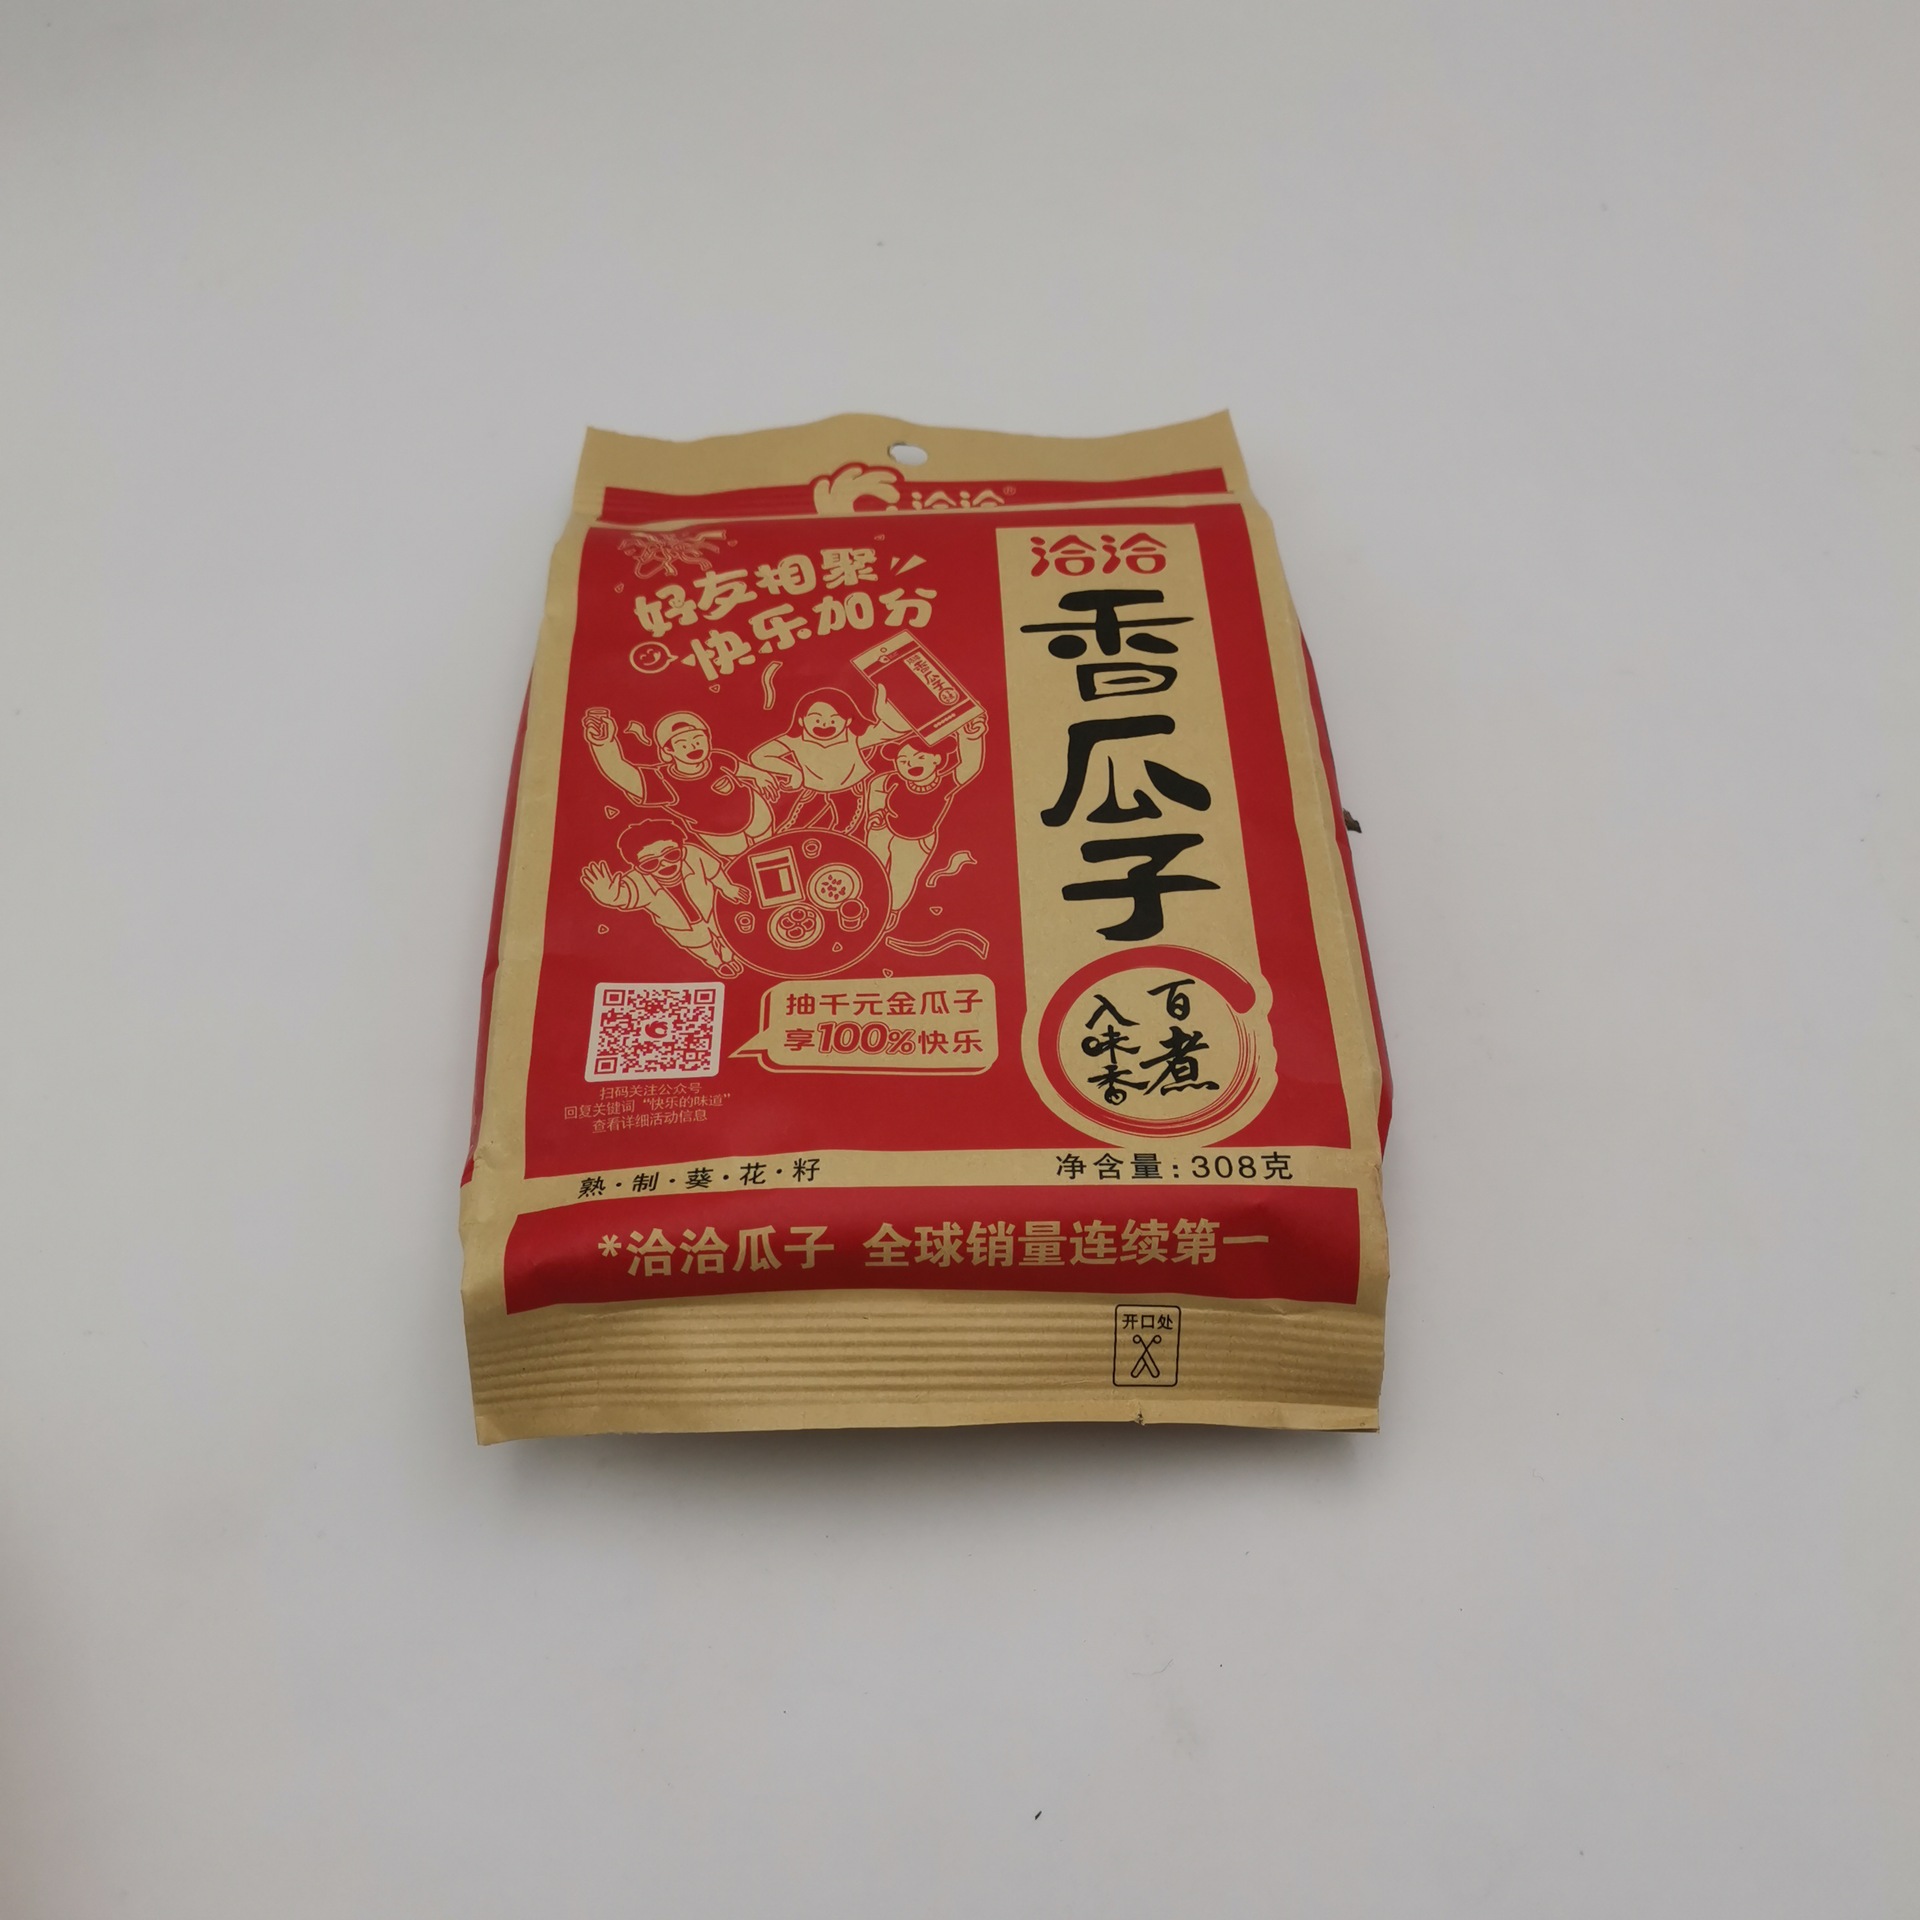 洽洽®
好友相聚
快乐加分
洽洽
香瓜子
百煮
入味香
抽千元金瓜子
享100%快乐
扫码关注公众号
回复关键词“快乐的味道”
查看详细活动信息
熟·制·葵·花·籽
净含量:308克
*洽洽瓜子 全球销量连续第一
开口处